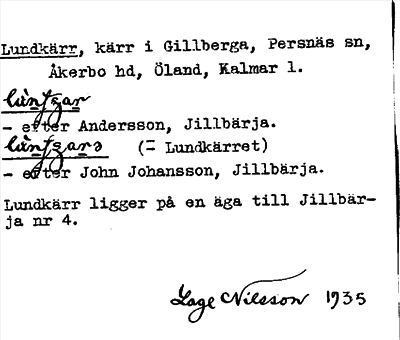 Lundkärr, kärr i Gillberga, Persnäs sn,
Åkerbo hd, Öland, Kalmar l.
- efter Andersson, Jillbärja.
(= Lundkärret)
- efter John Johansson, Jillbärja.
Lundkärr ligger på en äga till Jillbär-
ja nr 4.
Lage Nilsson 1935